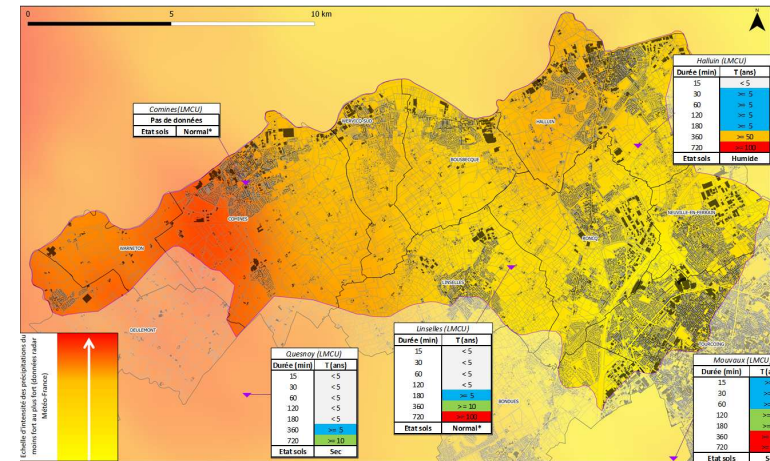 0 5 10 km
N
Halluin (LMCU)
Durée (min) T (ans)
15 < 5
30 >= 5
60 >= 5
120 >= 5
180 >= 5
360 >= 50
720 >= 100
Etat sols Humide
Comines(LMCU)
Pas de données
Etat sols Normal*
WERVICQ-SUD
HALLUIN
BOUSBECQUE
COMINES
NEUVILLE-EN-FERRAIN
WARNETON
RONCQ
LINSELLES
DEULEMONT
TOURCOING
BONDUES
Echelle d'intensité des précipitations du
moins fort au plus fort (données radar
Météo-France)
Quesnoy (LMCU)
Durée (min) T (ans)
15 < 5
30 < 5
60 < 5
120 < 5
180 < 5
360 >= 5
720 >= 10
Etat sols Sec
Linselles (LMCU)
Durée (min) T (ans)
15 < 5
30 < 5
60 < 5
120 < 5
180 >= 5
360 >= 10
720 >= 100
Etat sols Normal*
Mouvaux (LMCU)
Durée (min) T (a
15 >
30 >
60 >
120 >=
180 >=
360 >=
720 >=
Etat sols S